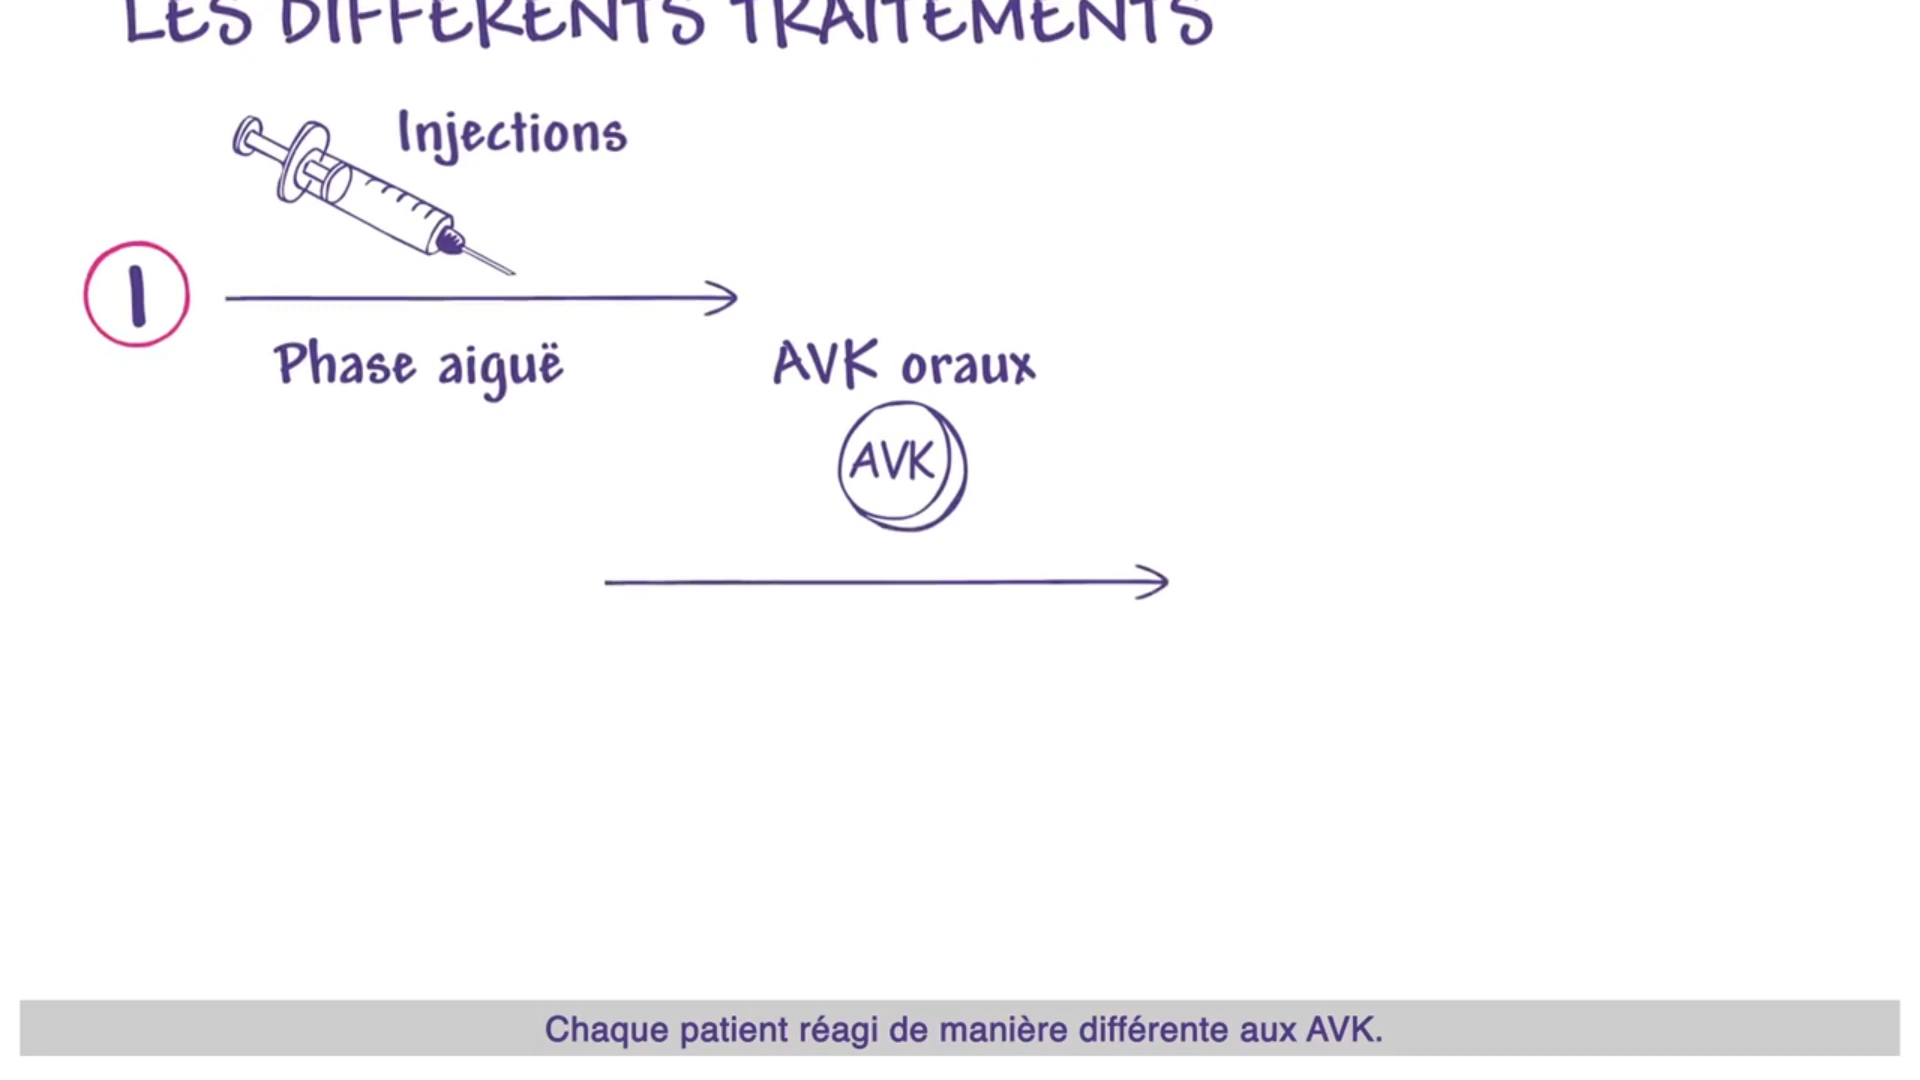 LES DIFFÉRENTS TRAITEMENTS
Injections
1
Phase aiguë
AVK oraux
AVK
Chaque patient réagi de manière différente aux AVK.